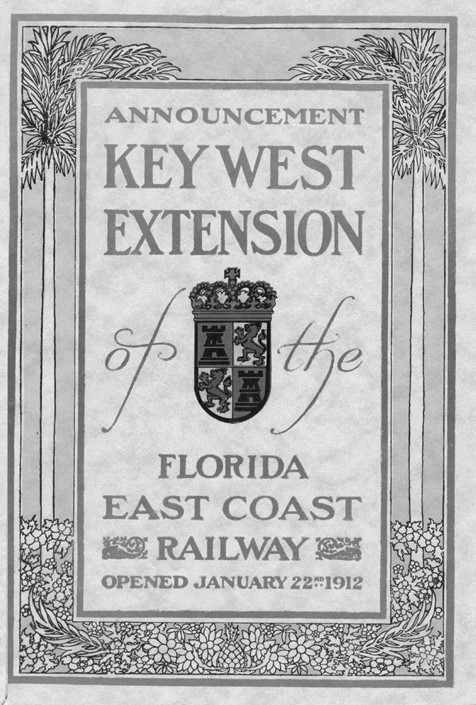 ANNOUNCEMENT
KEY WEST
EXTENSION
of the
FLORIDA
EAST COAST
RAILWAY
OPENED JANUARY 22ND 1912